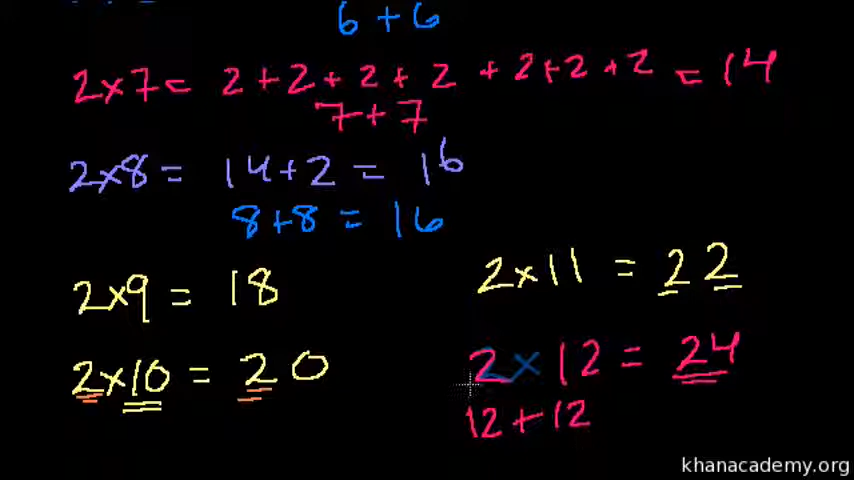 6 + 6
2x7 = 2 + 2 + 2 + 2 + 2 + 2 + 2 = 14
7 + 7
2x8 = 14 + 2 = 16
8 + 8 = 16
2x9 = 18
2x11 = 22
2x10 = 20
2x12 = 24
12 + 12
khanacademy.org